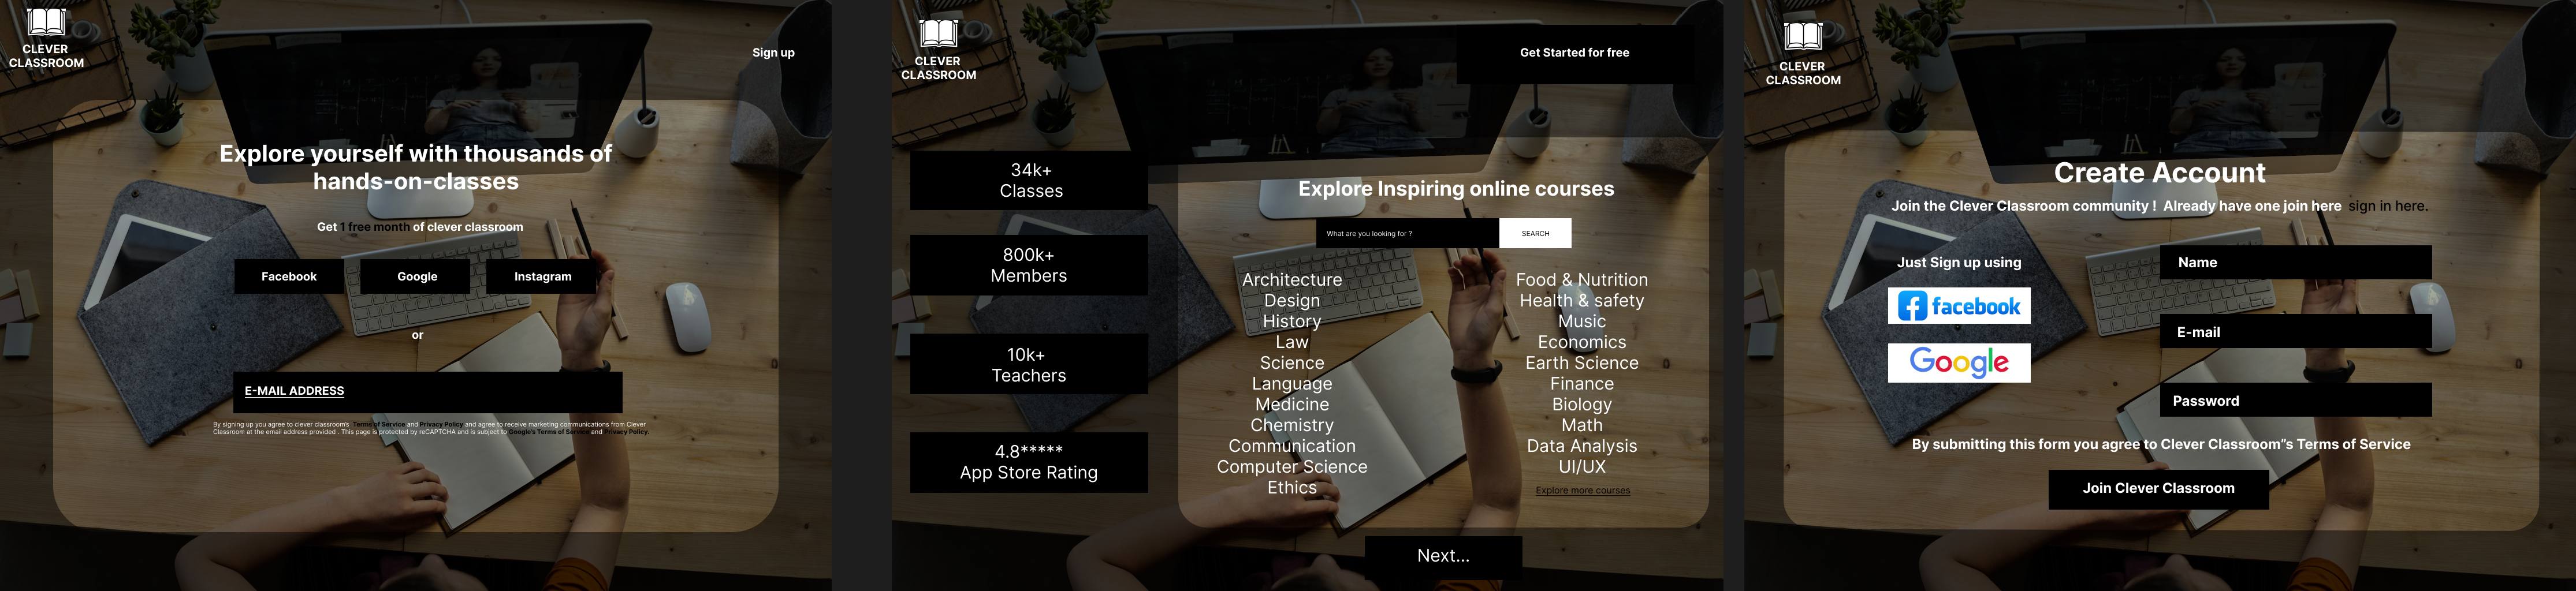 CLEVER
CLASSROOM
Sign up
Explore yourself with thousands of
hands-on-classes
Get 1 free month of clever classroom
Facebook
Google
Instagram
or
E-MAIL ADDRESS
By signing up you agree to clever classroom's Terms of Service and Privacy Policy and agree to receive marketing communications from Clever
Classroom at the email address provided . This page is protected by reCAPTCHA and is subject to Google's Terms of Service and Privacy Policy.
CLEVER
CLASSROOM
Get Started for free
34k+
Classes
800k+
Members
10k+
Teachers
4.8*****
App Store Rating
Explore Inspiring online courses
What are you looking for ?
SEARCH
Architecture
Design
History
Law
Science
Language
Medicine
Chemistry
Communication
Computer Science
Ethics
Food & Nutrition
Health & safety
Music
Economics
Earth Science
Finance
Biology
Math
Data Analysis
UI/UX
Explore more courses
Next...
CLEVER
CLASSROOM
Create Account
Join the Clever Classroom community ! Already have one join here sign in here.
Just Sign up using
facebook
Google
Name
E-mail
Password
By submitting this form you agree to Clever Classroom"s Terms of Service
Join Clever Classroom